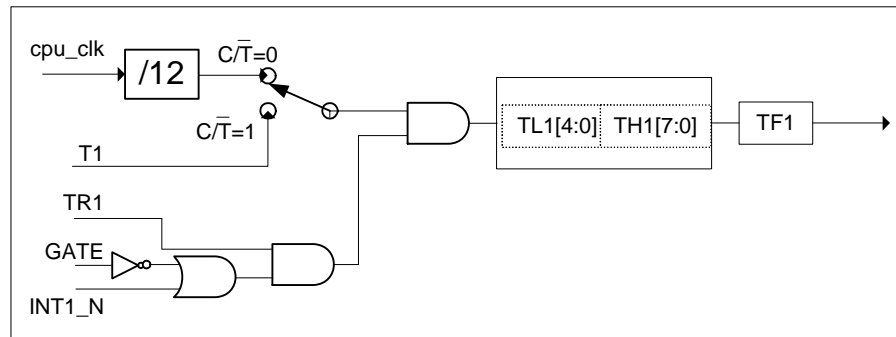 cpu_clk
/12
C/T̅=0
C/T̅=1
T1
TL1[4:0] TH1[7:0]
TF1
TR1
GATE
INT1_N